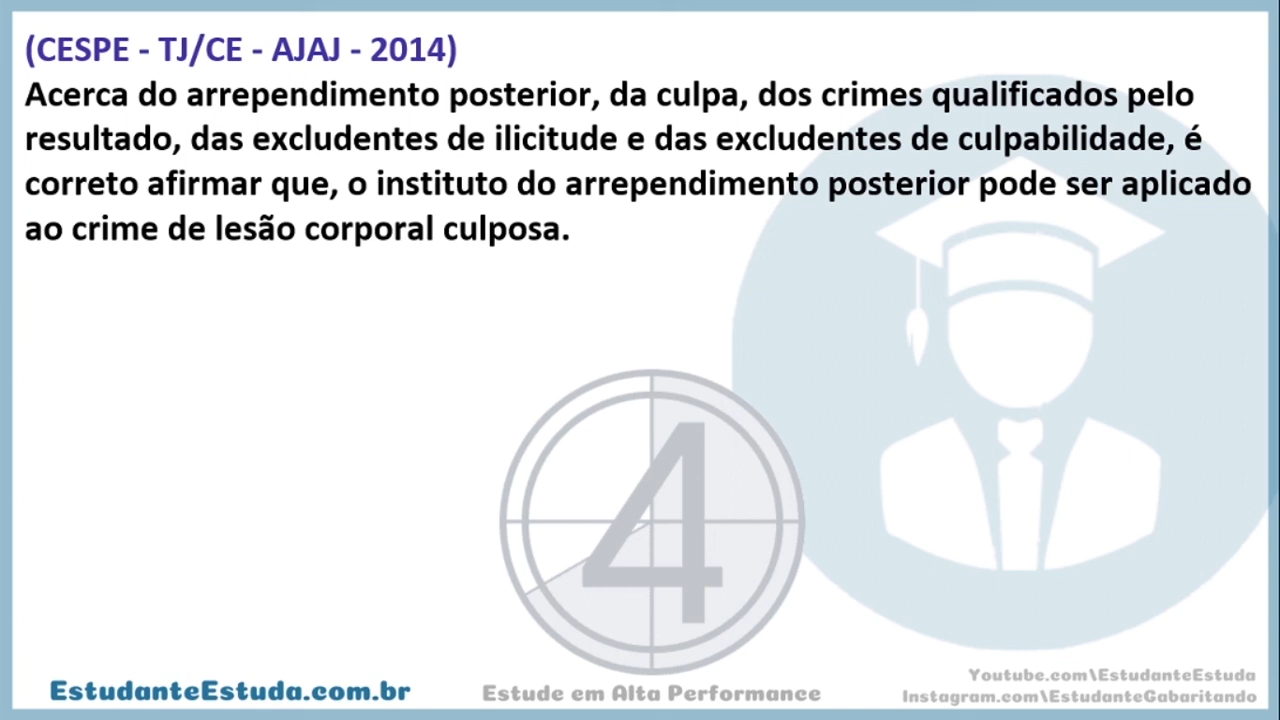 (CESPE - TJ/CE - AJAJ - 2014)
Acerca do arrependimento posterior, da culpa, dos crimes qualificados pelo
resultado, das excludentes de ilicitude e das excludentes de culpabilidade, é
correto afirmar que, o instituto do arrependimento posterior pode ser aplicado
ao crime de lesão corporal culposa.
4
EstudanteEstuda.com.br
Estude em Alta Performance
Youtube.com\EstudanteEstuda
Instagram.com\EstudanteGabaritando